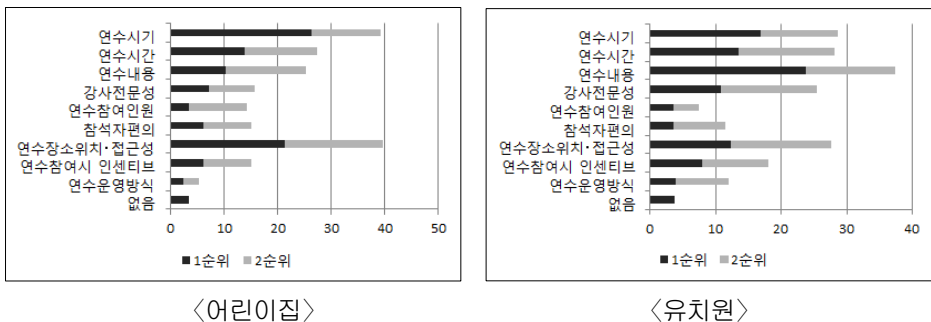 연수시기
연수시간
연수내용
강사전문성
연수참여인원
참석자편의
연수장소위치·접근성
연수참여시 인센티브
연수운영방식
없음
0 10 20 30 40 50
■1순위 ■2순위
〈어린이집〉
연수시기
연수시간
연수내용
강사전문성
연수참여인원
참석자편의
연수장소위치·접근성
연수참여시 인센티브
연수운영방식
없음
0 10 20 30 40
■1순위 ■2순위
〈유치원〉